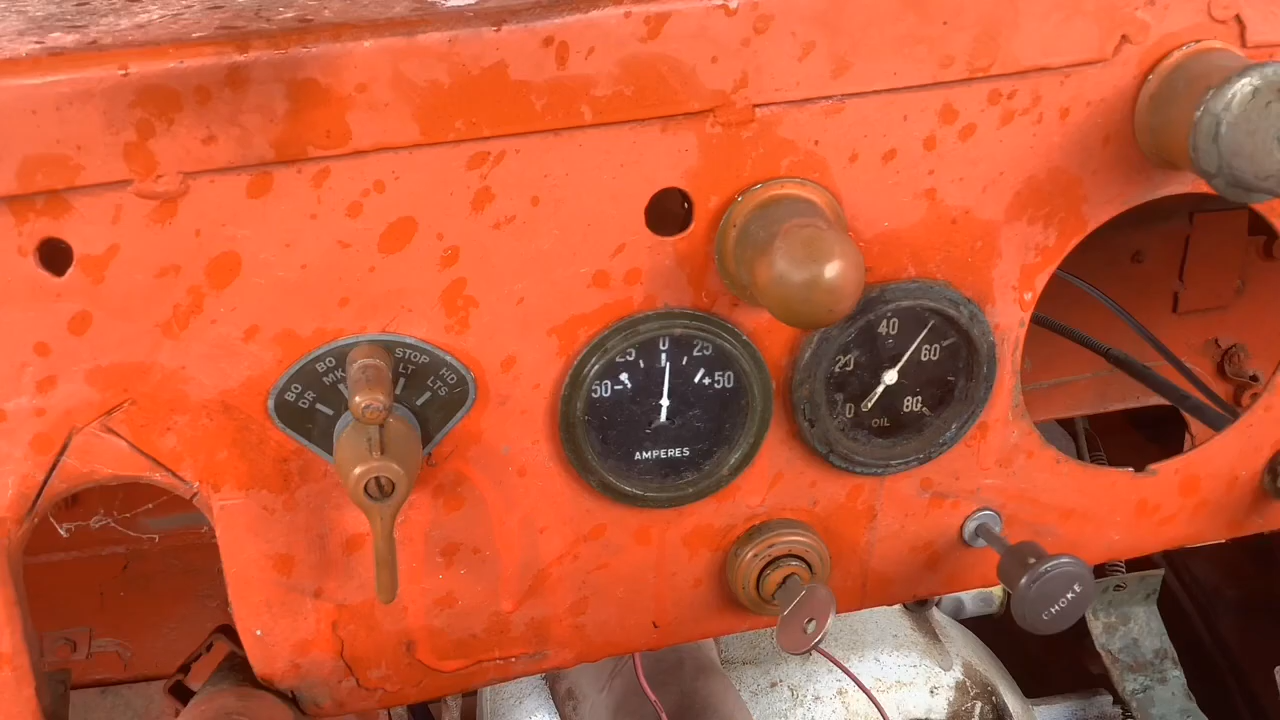 BO DR
BO MK
STOP LT
HD LTS
50- 25 0 25 +50
AMPERES
0 20 40 60 80
OIL
CHOKE